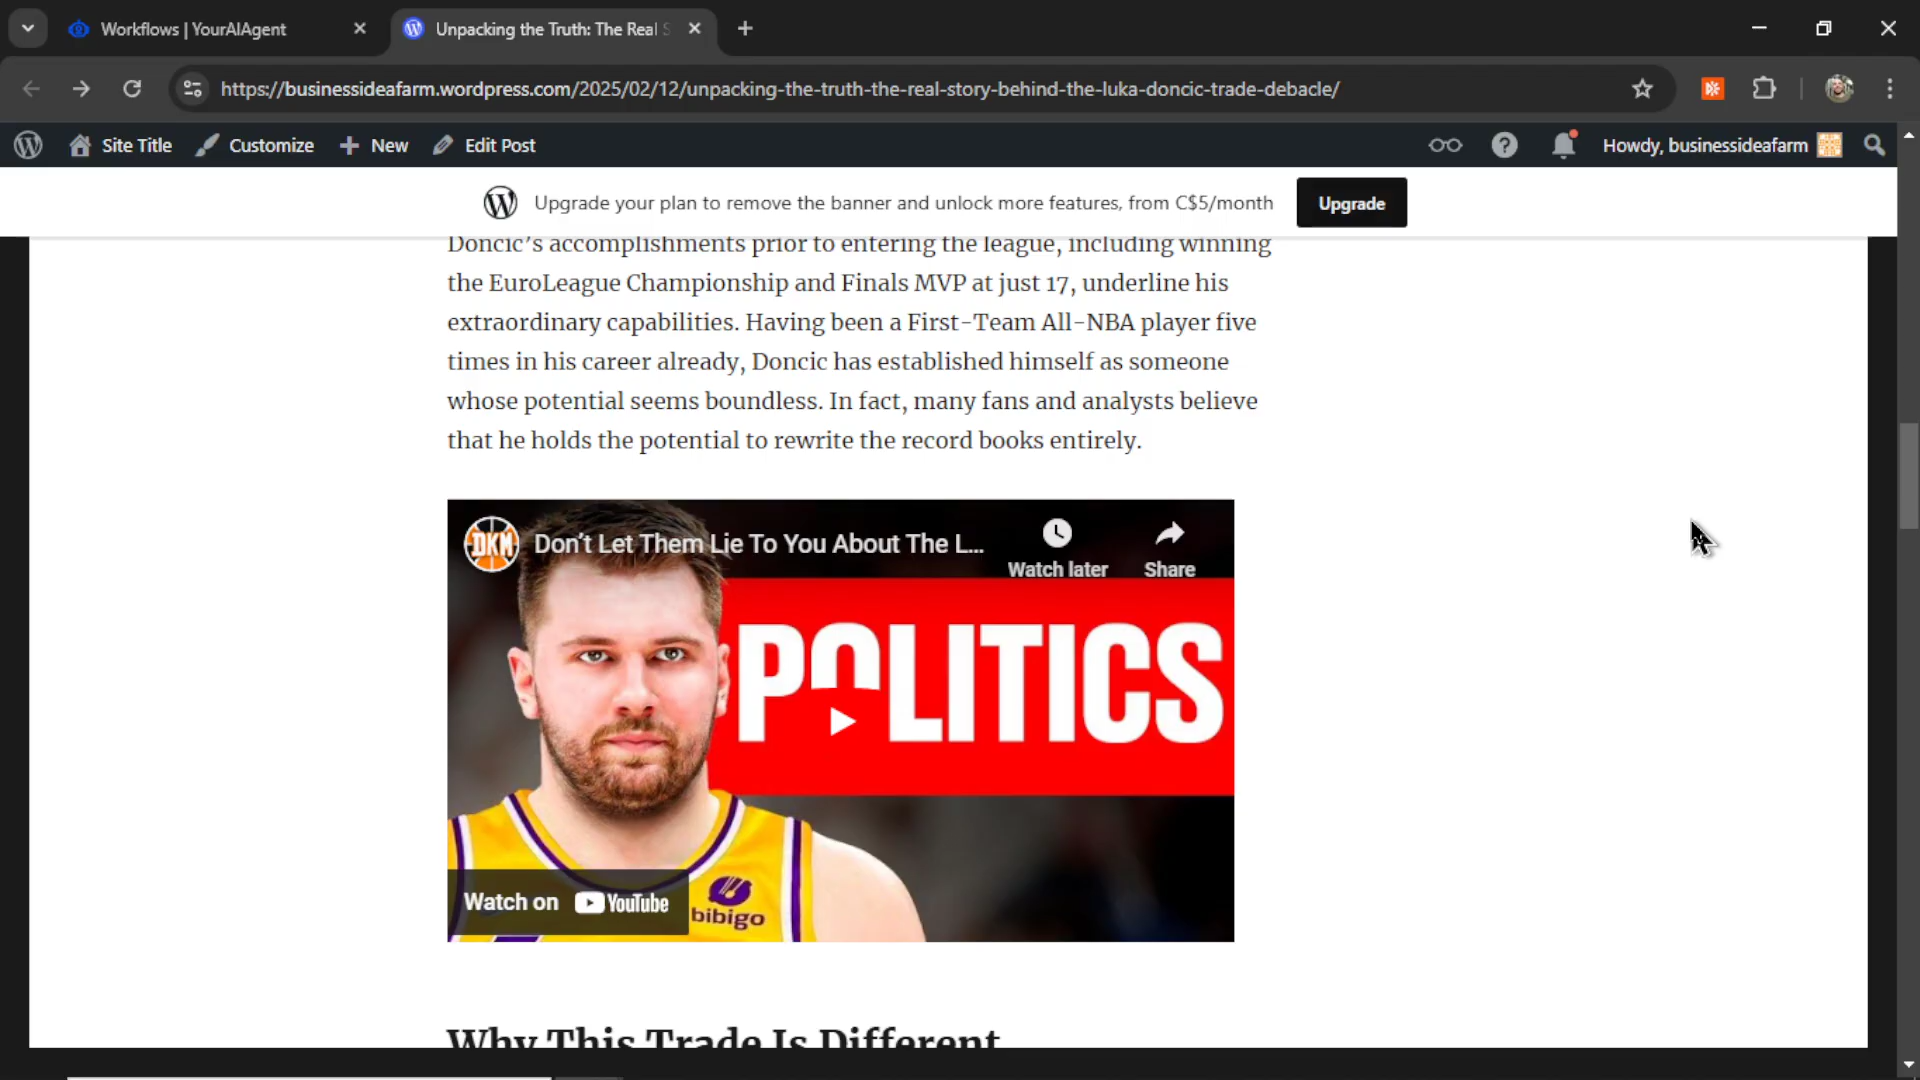 Workflows | YourAIAgent
Unpacking the Truth: The Real S
https://businessideafarm.wordpress.com/2025/02/12/unpacking-the-truth-the-real-story-behind-the-luka-doncic-trade-debacle/
Site Title
Customize
New
Edit Post
Howdy, businessideafarm
Upgrade your plan to remove the banner and unlock more features, from C$5/month
Upgrade
Doncic’s accomplishments prior to entering the league, including winning
the EuroLeague Championship and Finals MVP at just 17, underline his
extraordinary capabilities. Having been a First-Team All-NBA player five
times in his career already, Doncic has established himself as someone
whose potential seems boundless. In fact, many fans and analysts believe
that he holds the potential to rewrite the record books entirely.
DKM
Don’t Let Them Lie To You About The L...
Watch later
Share
POLITICS
Watch on YouTube
bibigo
Why This Trade Is Different